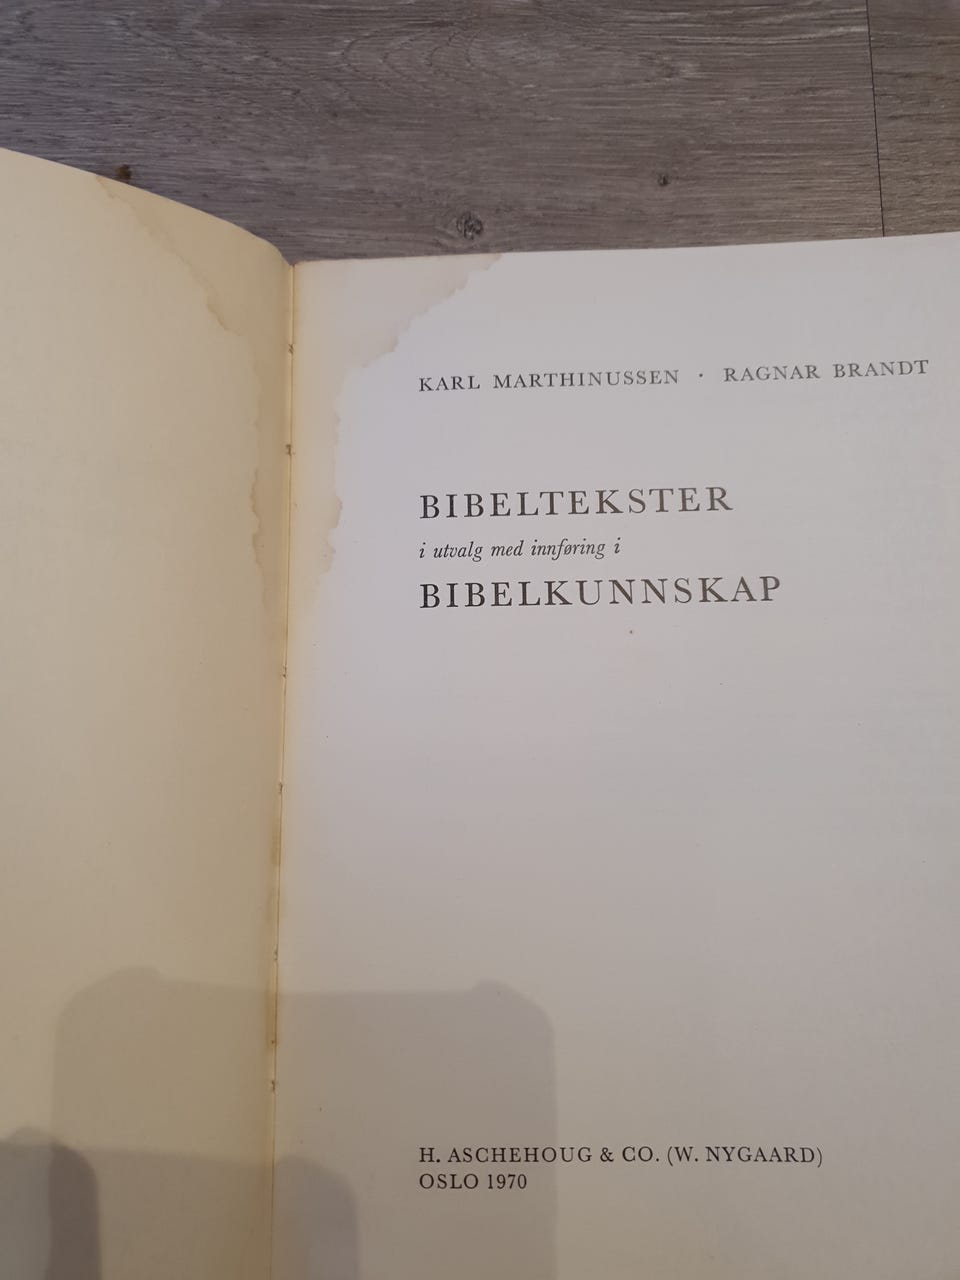 KARL MARTHINUSSEN · RAGNAR BRANDT
BIBELTEKSTER
i utvalg med innføring i
BIBELKUNNSKAP
H. ASCHEHOUG & CO. (W. NYGAARD)
OSLO 1970